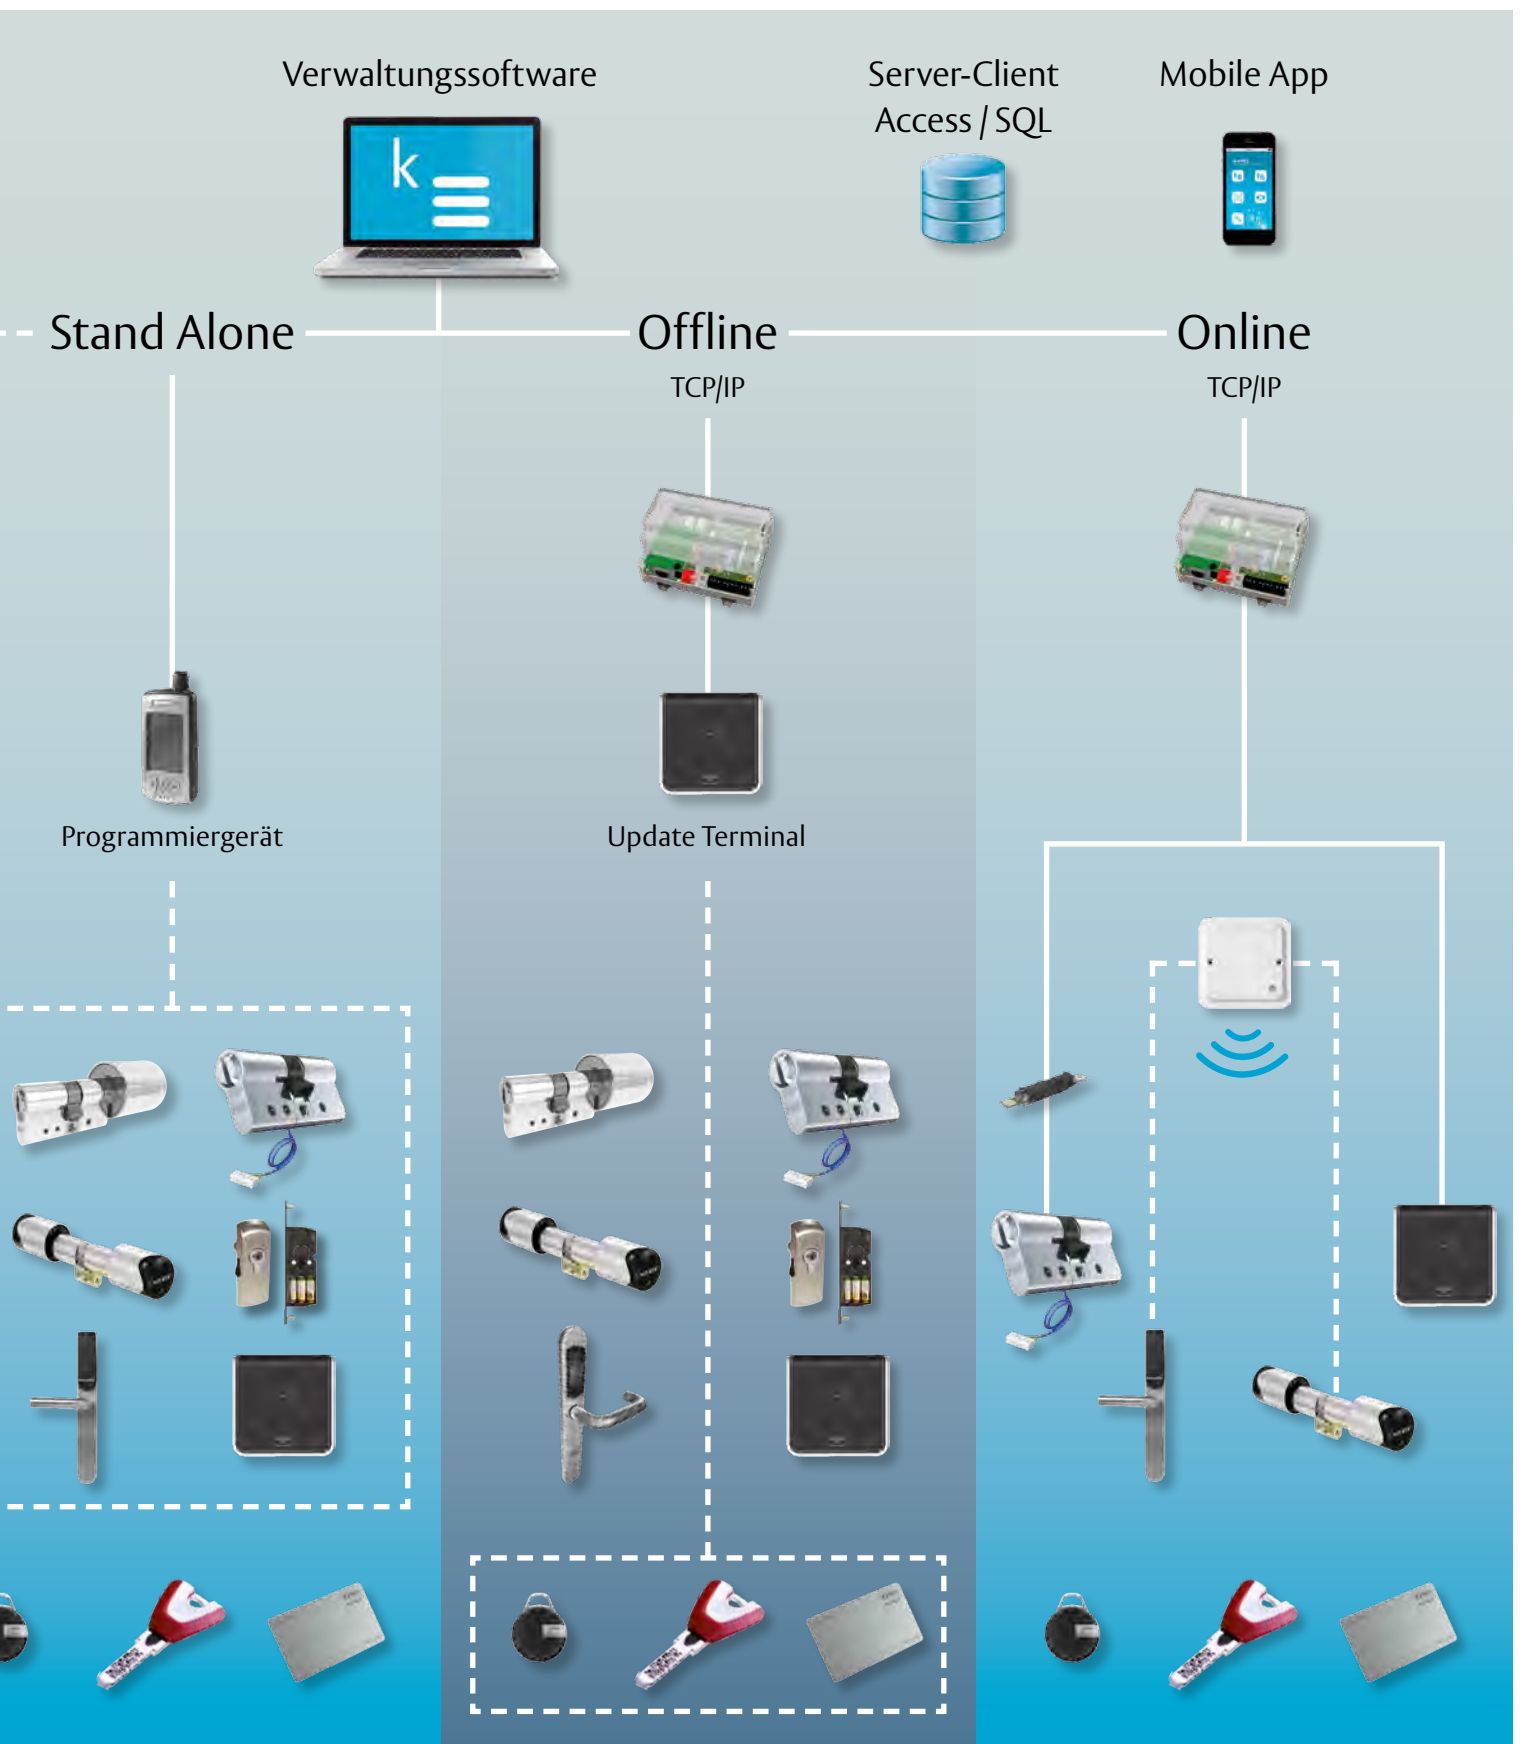 Verwaltungssoftware
Server-Client
Access / SQL
Mobile App
k
Stand Alone
Offline
Online
TCP/IP
TCP/IP
Programmiergerät
Update Terminal